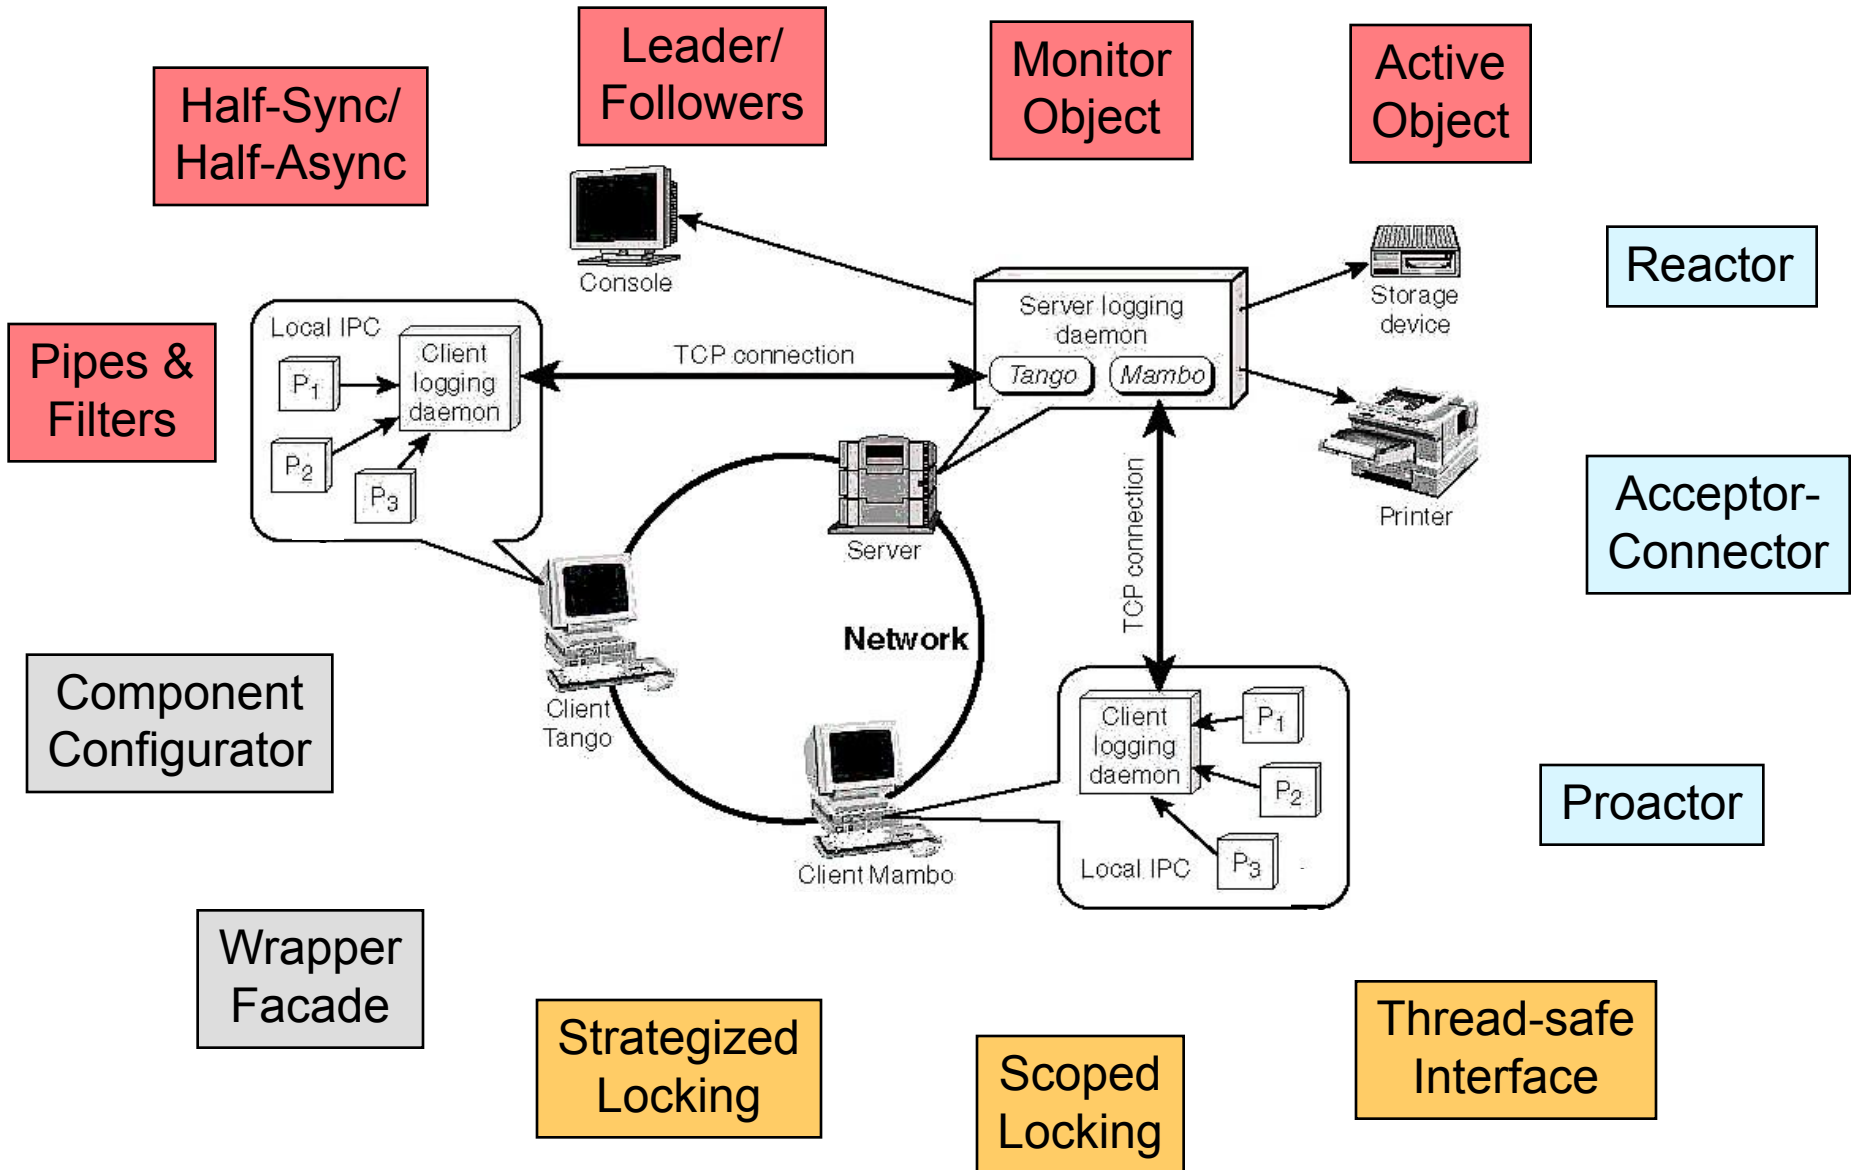 Leader/
Followers
Monitor
Object
Active
Object
Half-Sync/
Half-Async
Console
Storage
device
Reactor
Server logging
daemon
Tango
Mambo
Local IPC
Client
logging
daemon
P1
P2
P3
TCP connection
Pipes &
Filters
Printer
Acceptor-
Connector
Server
TCP connection
Network
Client
Tango
Component
Configurator
Client
logging
daemon
P1
P2
P3
Local IPC
Proactor
Client Mambo
Wrapper
Facade
Strategized
Locking
Scoped
Locking
Thread-safe
Interface